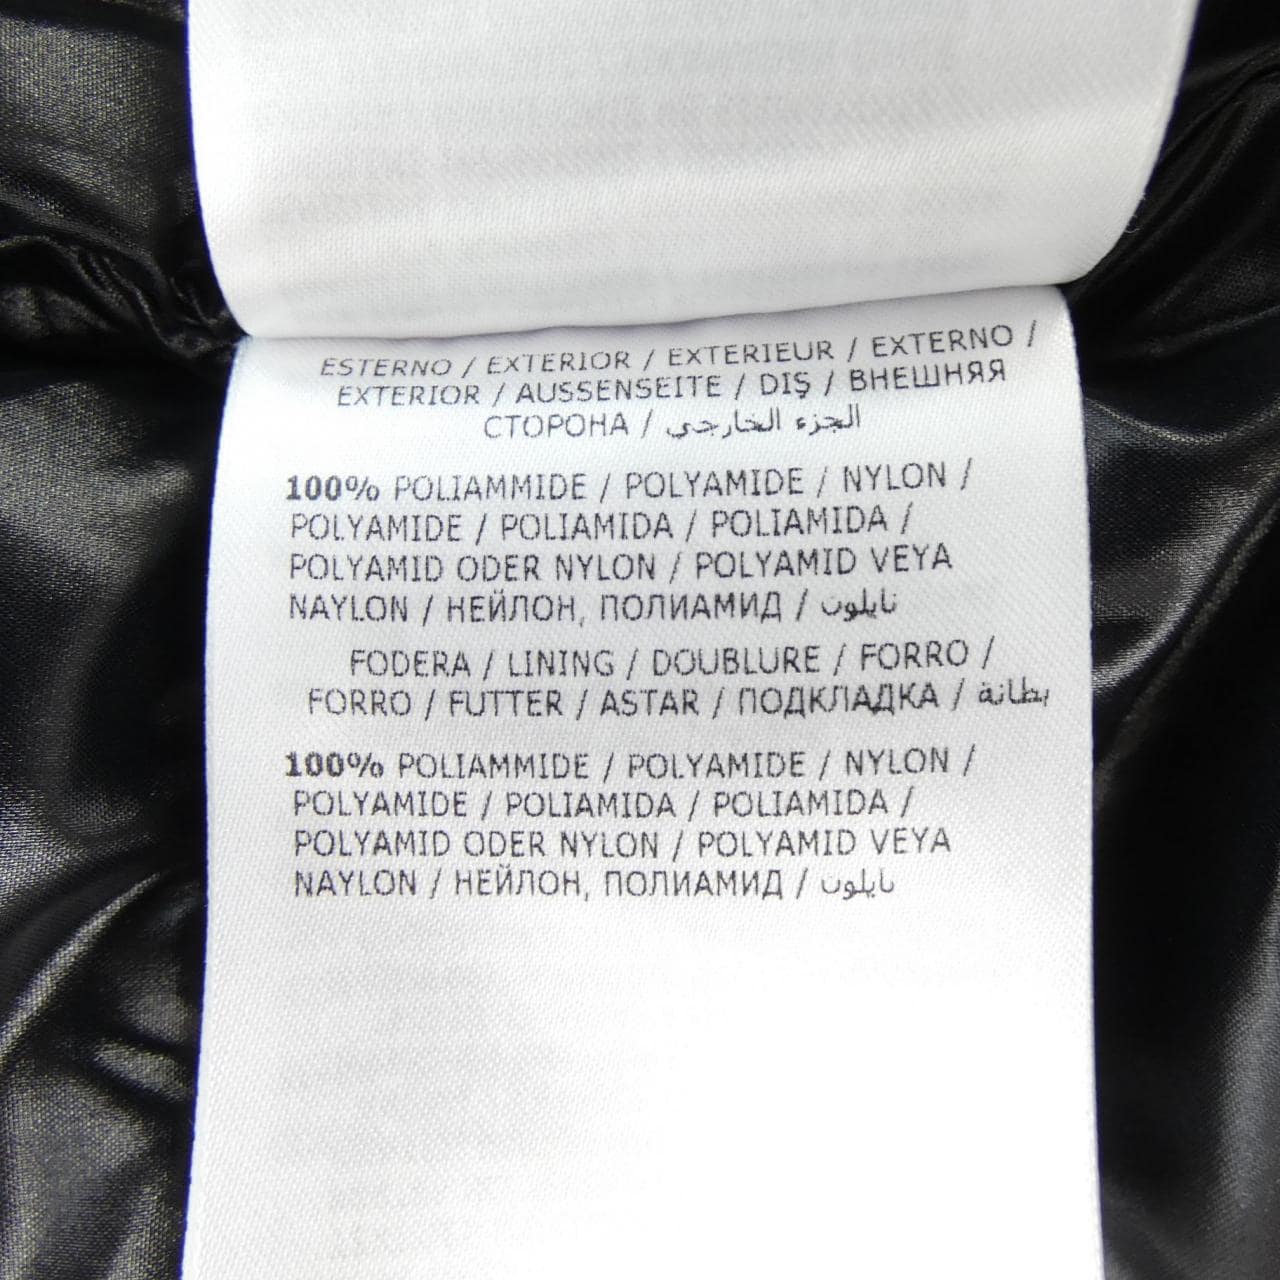 ESTERNO / EXTERIOR / EXTERIEUR / EXTERNO /
EXTERIOR / AUSSENSEITE / DIŞ / ВНЕШНЯЯ
СТОРОНА / الجزء الخارجي
100% POLIAMMIDE / POLYAMIDE / NYLON /
POLYAMIDE / POLIAMIDA / POLIAMIDA /
POLYAMID ODER NYLON / POLYAMID VEYA
NAYLON / НЕЙЛОН, ПОЛИАМИД / نايلون
FODERA / LINING / DOUBLURE / FORRO /
FORRO / FUTTER / ASTAR / ПОДКЛАДКА / بطانة
100% POLIAMMIDE / POLYAMIDE / NYLON /
POLYAMIDE / POLIAMIDA / POLIAMIDA /
POLYAMID ODER NYLON / POLYAMID VEYA
NAYLON / НЕЙЛОН, ПОЛИАМИД / نايلون